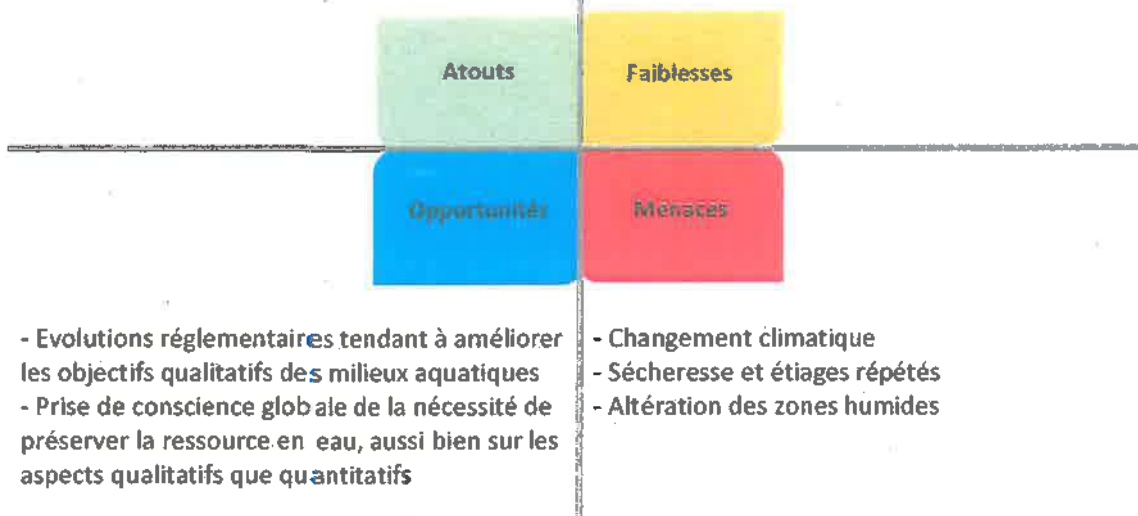 Atouts
Faiblesses
Opportunités
Menaces
- Evolutions réglementaires tendant à améliorer
les objectifs qualitatifs des milieux aquatiques
- Prise de conscience globale de la nécessité de
préserver la ressource en eau, aussi bien sur les
aspects qualitatifs que quantitatifs
- Changement climatique
- Sécheresse et étiages répétés
- Altération des zones humides